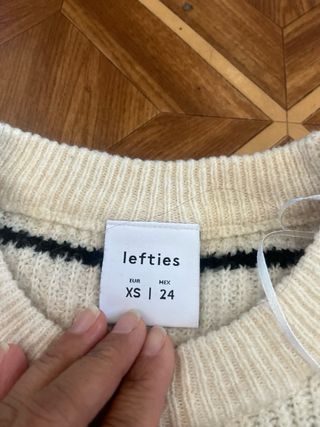 lefties
EUR MEX
XS | 24